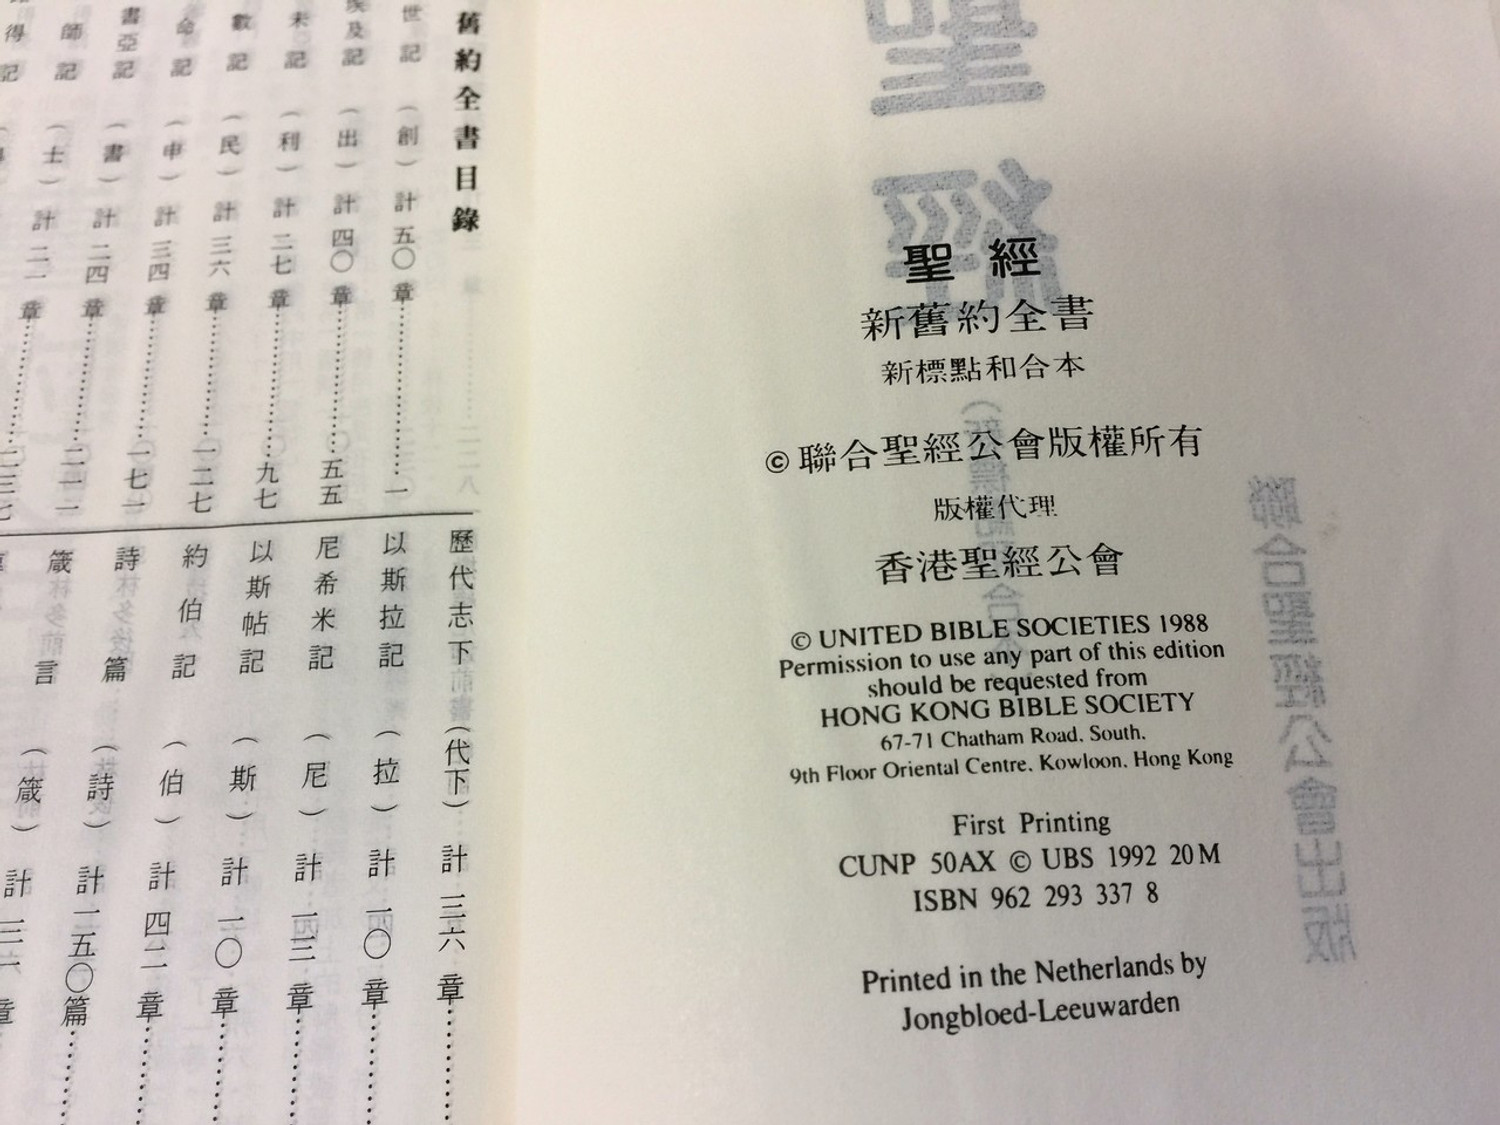 聖經
新舊約全書
新標點和合本
©聯合聖經公會版權所有
版權代理
香港聖經公會
© UNITED BIBLE SOCIETIES 1988
Permission to use any part of this edition
should be requested from
HONG KONG BIBLE SOCIETY
67-71 Chatham Road. South.
9th Floor Oriental Centre. Kowloon. Hong Kong
First Printing
CUNP 50AX © UBS 1992 20M
ISBN 962 293 337 8
Printed in the Netherlands by
Jongbloed-Leeuwarden
舊約全書目錄
世記（創）計五〇章……一
埃及記（出）計四〇章……五五
未記（利）計二七章……九七
數記（民）計三六章……一二七
命記（申）計三四章……一七一
書亞記（書）計二四章……二一一
師記（士）計二一章……二三七
得記
歷代志下（代下）計三六章……
以斯拉記（拉）計一〇章……
尼希米記（尼）計一三章……
以斯帖記（斯）計一〇章……
約伯記（伯）計四二章……
詩篇（詩）計一五〇篇……
箴言（箴）計三一章